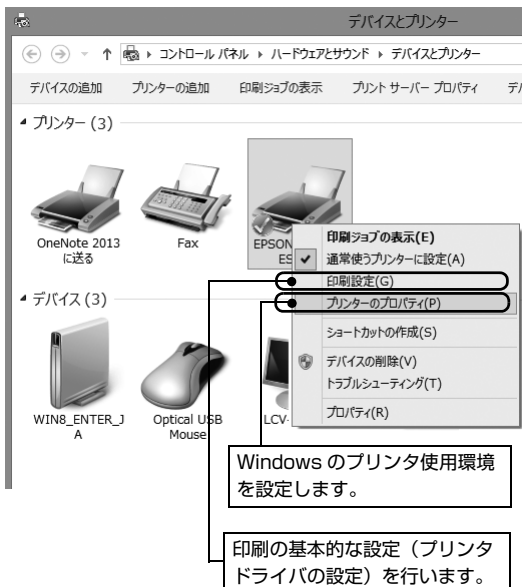 デバイスとプリンター
コントロール パネル ▸ ハードウェアとサウンド ▸ デバイスとプリンター
デバイスの追加 プリンターの追加 印刷ジョブの表示 プリント サーバー プロパティ デ
プリンター (3)
OneNote 2013
に送る
Fax
EPSON
ES
印刷ジョブの表示(E)
通常使うプリンターに設定(A)
印刷設定(G)
プリンターのプロパティ(P)
ショートカットの作成(S)
デバイスの削除(V)
トラブルシューティング(T)
プロパティ(R)
デバイス (3)
WIN8_ENTER_J
A
Optical USB
Mouse
LCV-
Windows のプリンタ使用環境
を設定します。
印刷の基本的な設定（プリンタ
ドライバの設定）を行います。